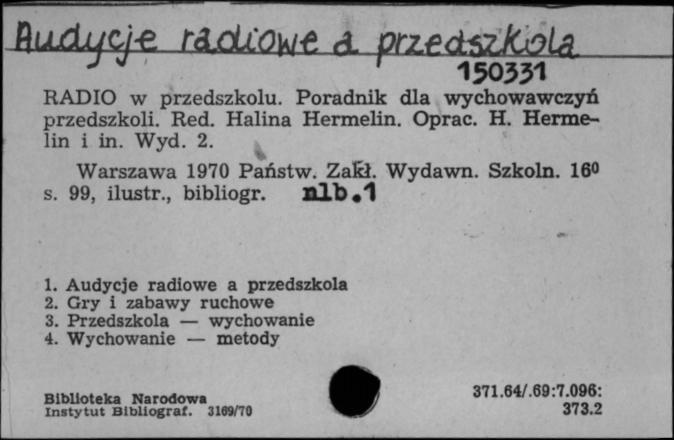 Audycje radiowe a przedszkola
150331
RADIO w przedszkolu. Poradnik dla wychowawczyń
przedszkoli. Red. Halina Hermelin. Oprac. H. Herme-
lin i in. Wyd. 2.
Warszawa 1970 Państw. Zakł. Wydawn. Szkoln. 16⁰
s. 99, ilustr., bibliogr. nlb.1
1. Audycje radiowe a przedszkola
2. Gry i zabawy ruchowe
3. Przedszkola — wychowanie
4. Wychowanie — metody
Biblioteka Narodowa
Instytut Bibliograf. 3169/70
371.64/.69:7.096:
373.2